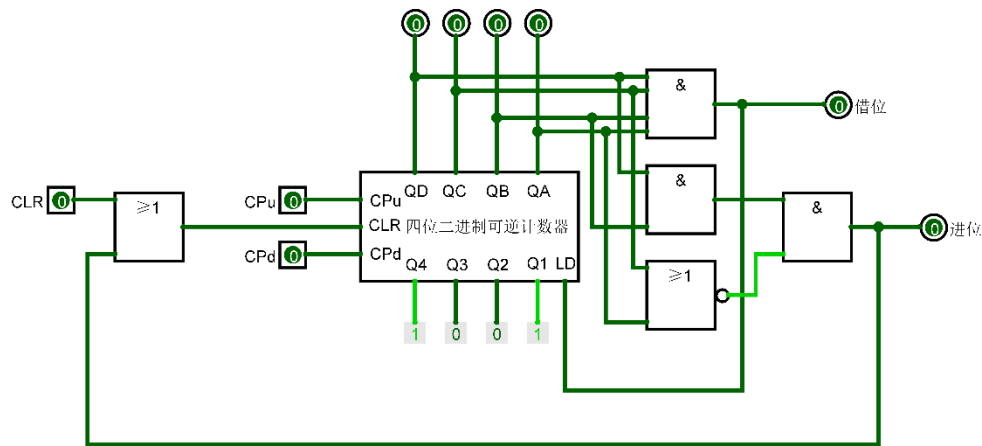 0 0 0 0
&
0 借位
QD QC QB QA
CLR 0
≥1
CPu 0
CPu
&
&
CLR 四位二进制可逆计数器
0 进位
CPd 0
CPd
Q4 Q3 Q2 Q1 LD
≥1
1 0 0 1